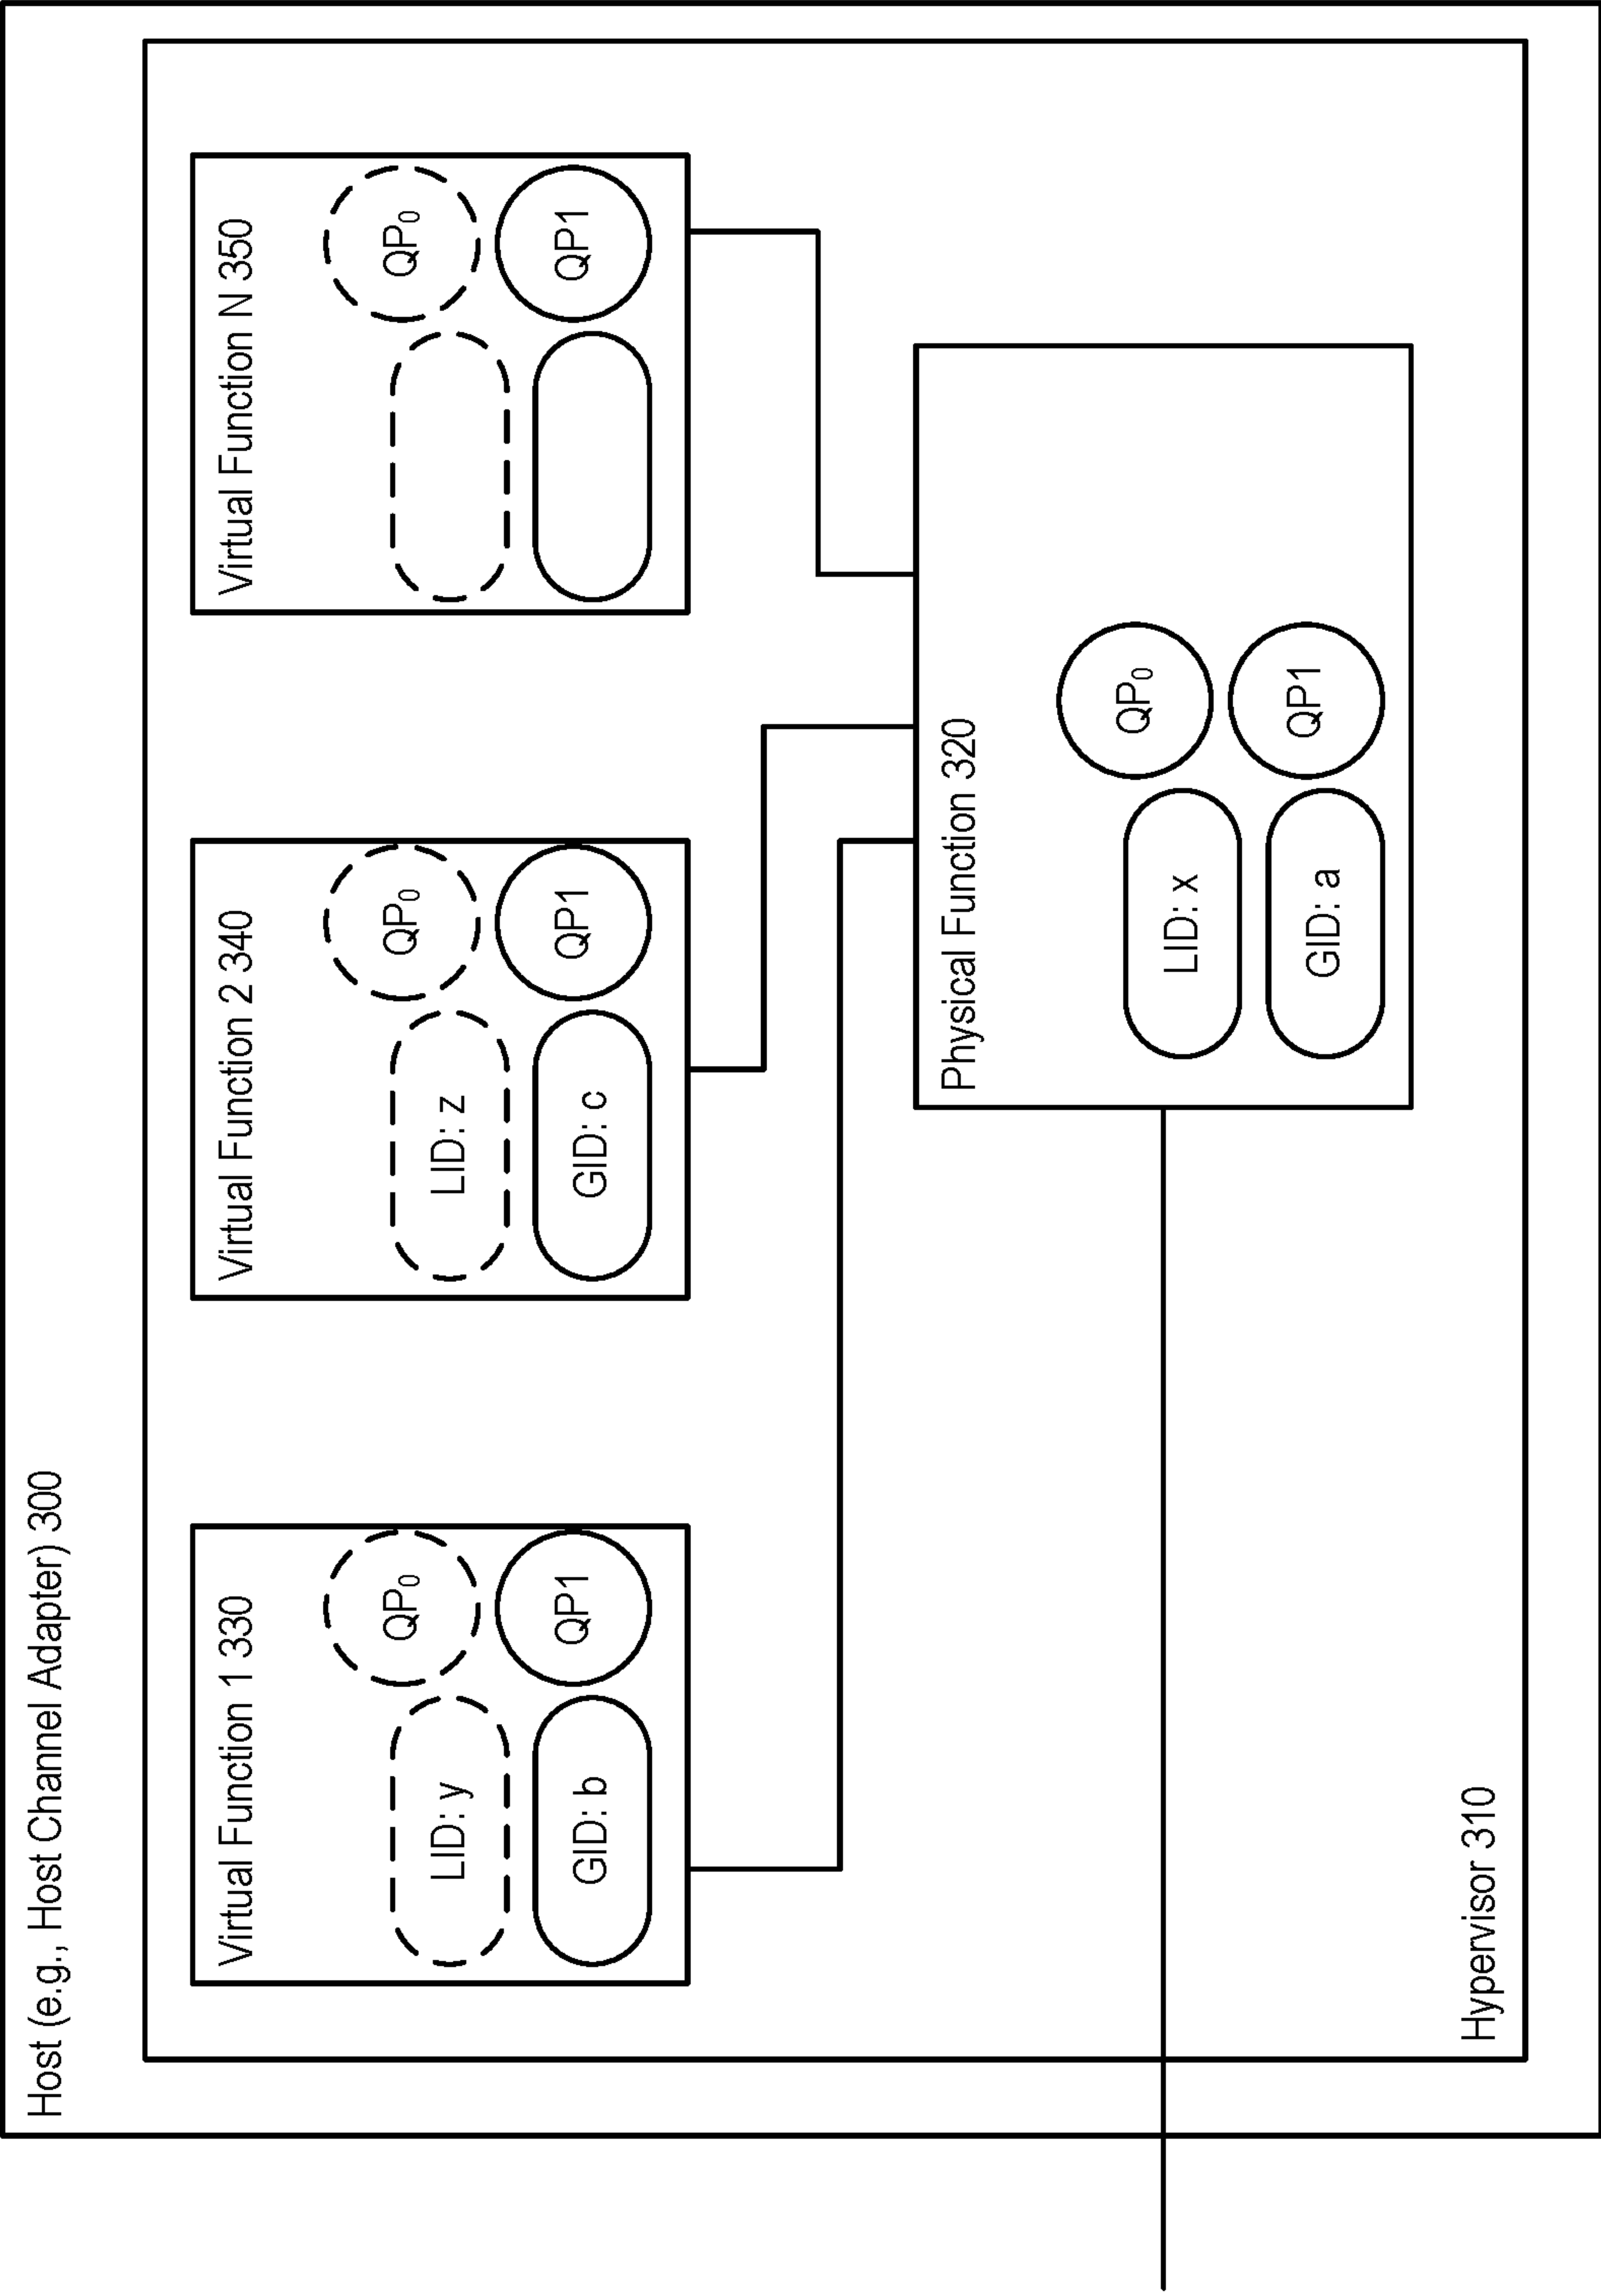 Host (e.g., Host Channel Adapter) 300
Virtual Function 1 330
QP0
LID: y
QP1
GID: b
Virtual Function 2 340
QP0
LID: z
QP1
GID: c
Virtual Function N 350
QP0
QP1
Physical Function 320
QP0
LID: x
QP1
GID: a
Hypervisor 310